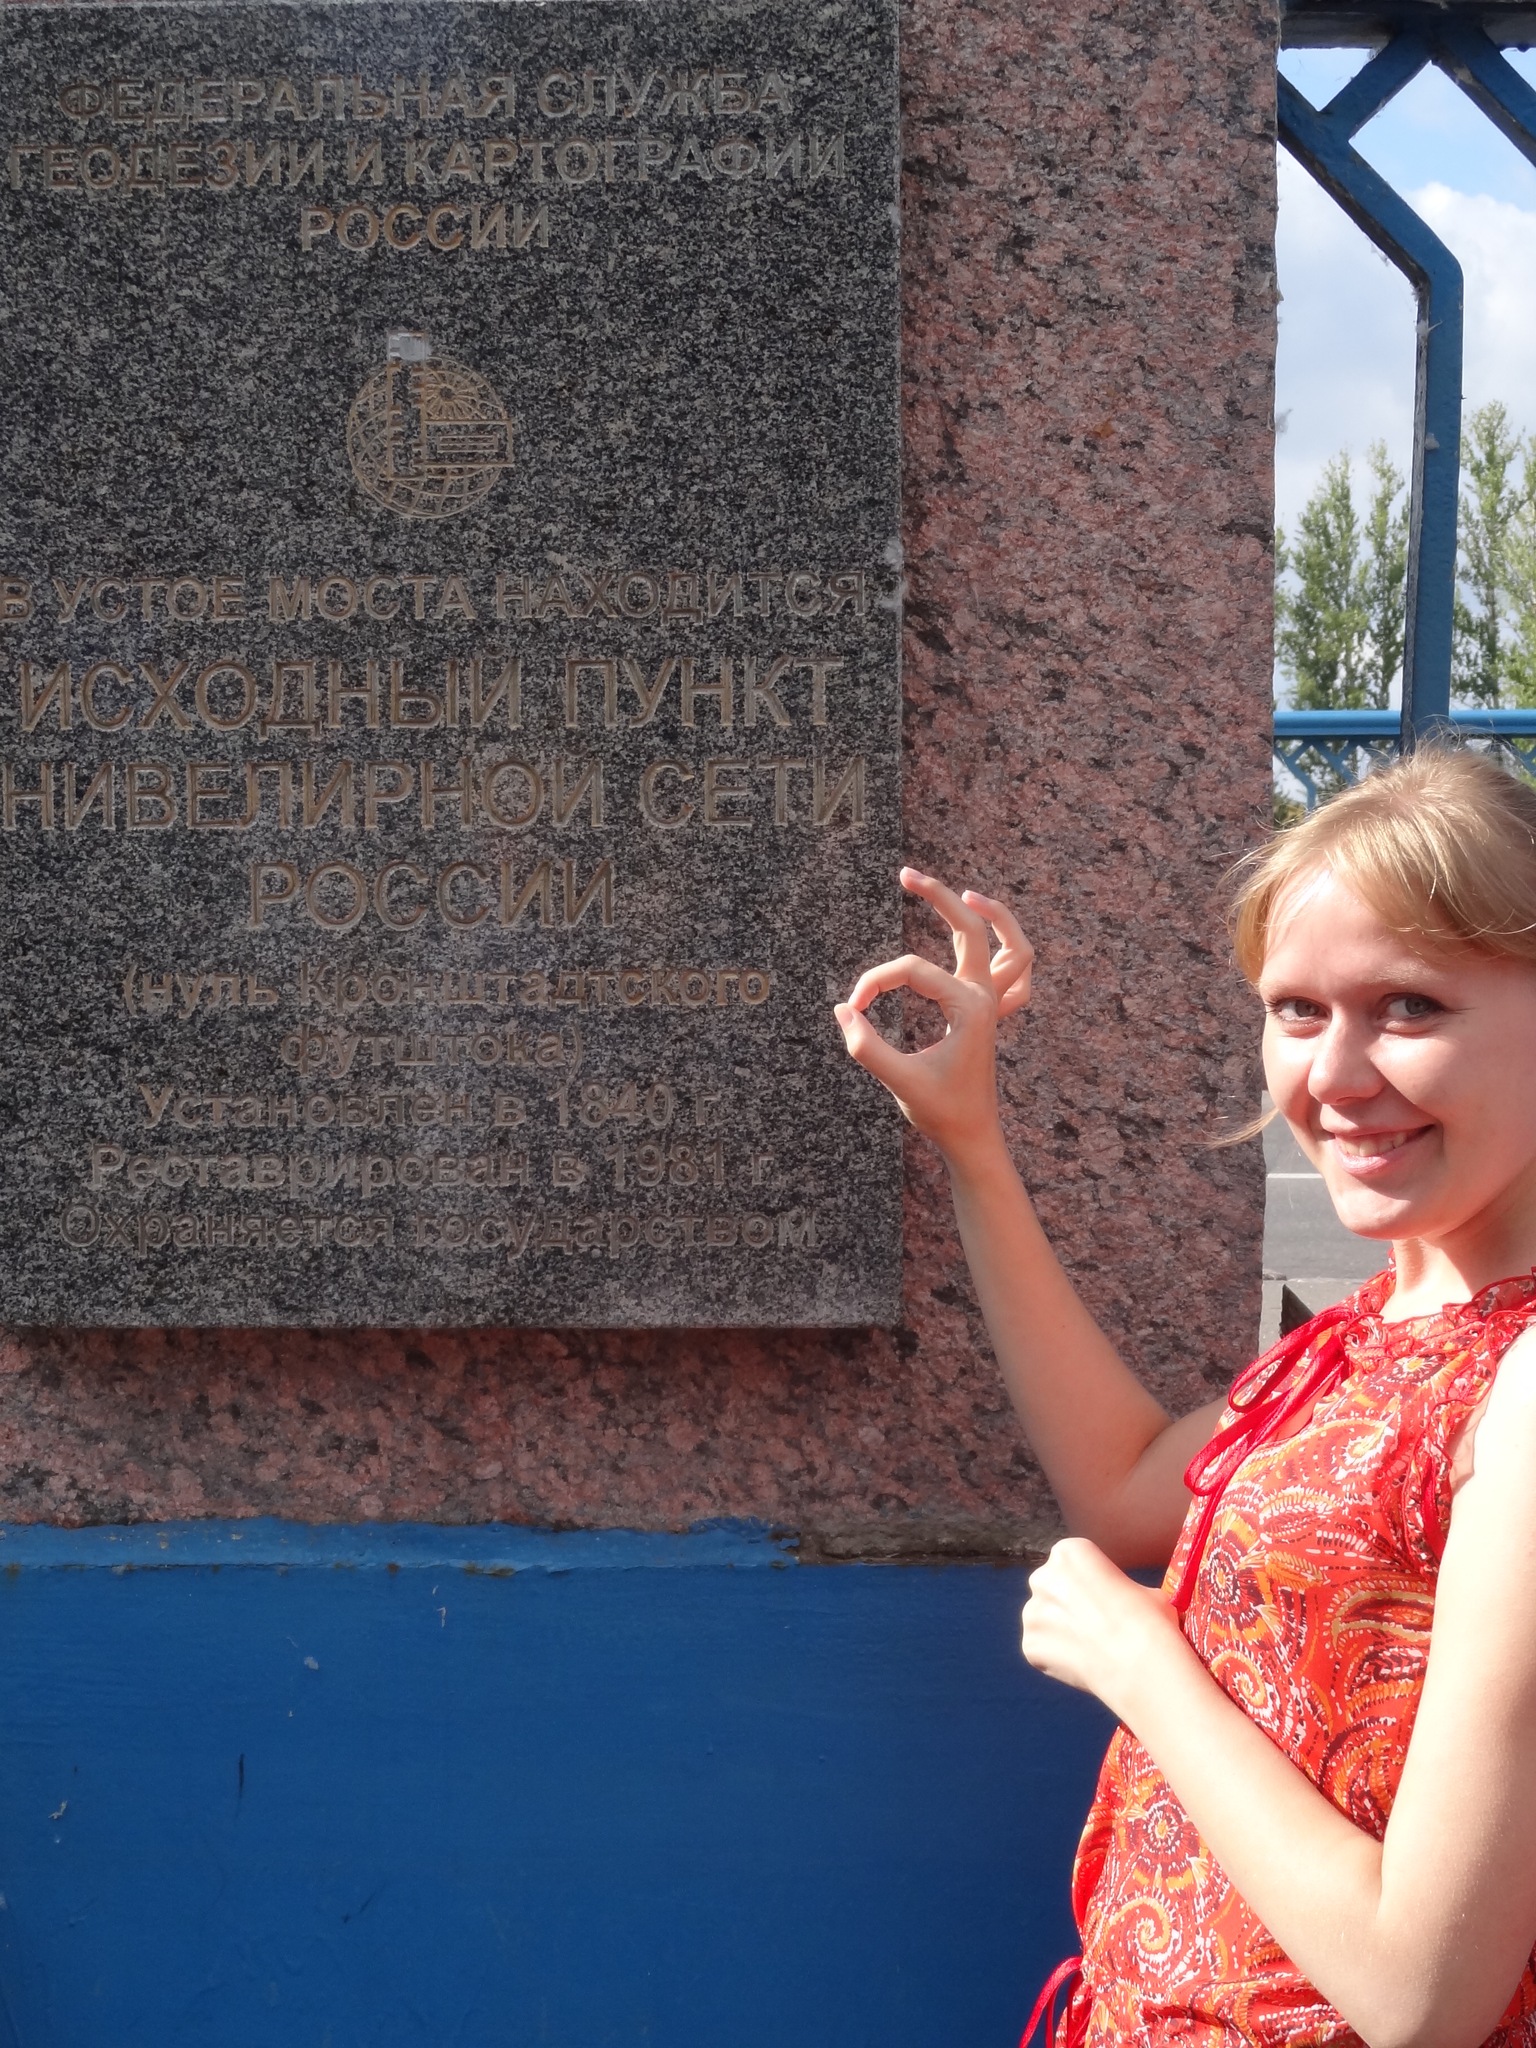 ФЕДЕРАЛЬНАЯ СЛУЖБА
ГЕОДЕЗИИ И КАРТОГРАФИИ
РОССИИ
В УСТОЕ МОСТА НАХОДИТСЯ
ИСХОДНЫЙ ПУНКТ
НИВЕЛИРНОЙ СЕТИ
РОССИИ
(нуль Кронштадтского
футштока)
Установлен в 1840 г.
Реставрирован в 1981 г.
Охраняется государством